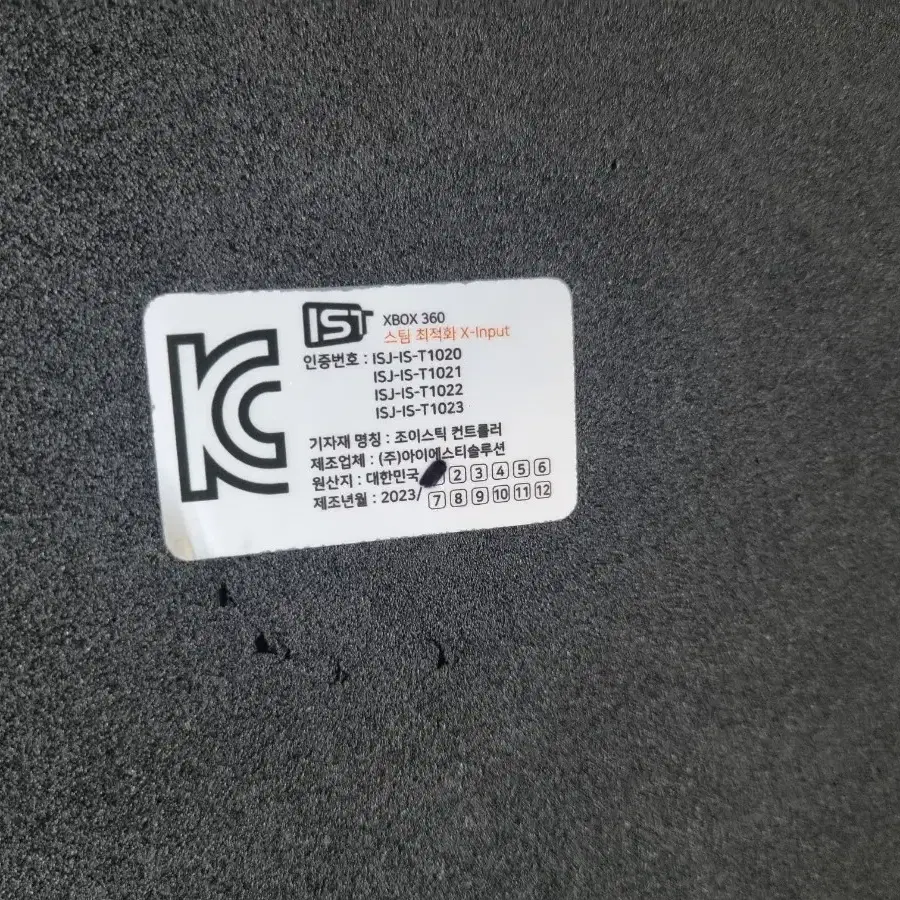 KC
IST XBOX 360
스팀 최적화 X-Input
인증번호 : ISJ-IS-T1020
ISJ-IS-T1021
ISJ-IS-T1022
ISJ-IS-T1023
기자재 명칭 : 조이스틱 컨트롤러
제조업체 : (주)아이에스티솔루션
원산지 : 대한민국
제조년월 : 2023/
2 3 4 5 6
7 8 9 10 11 12